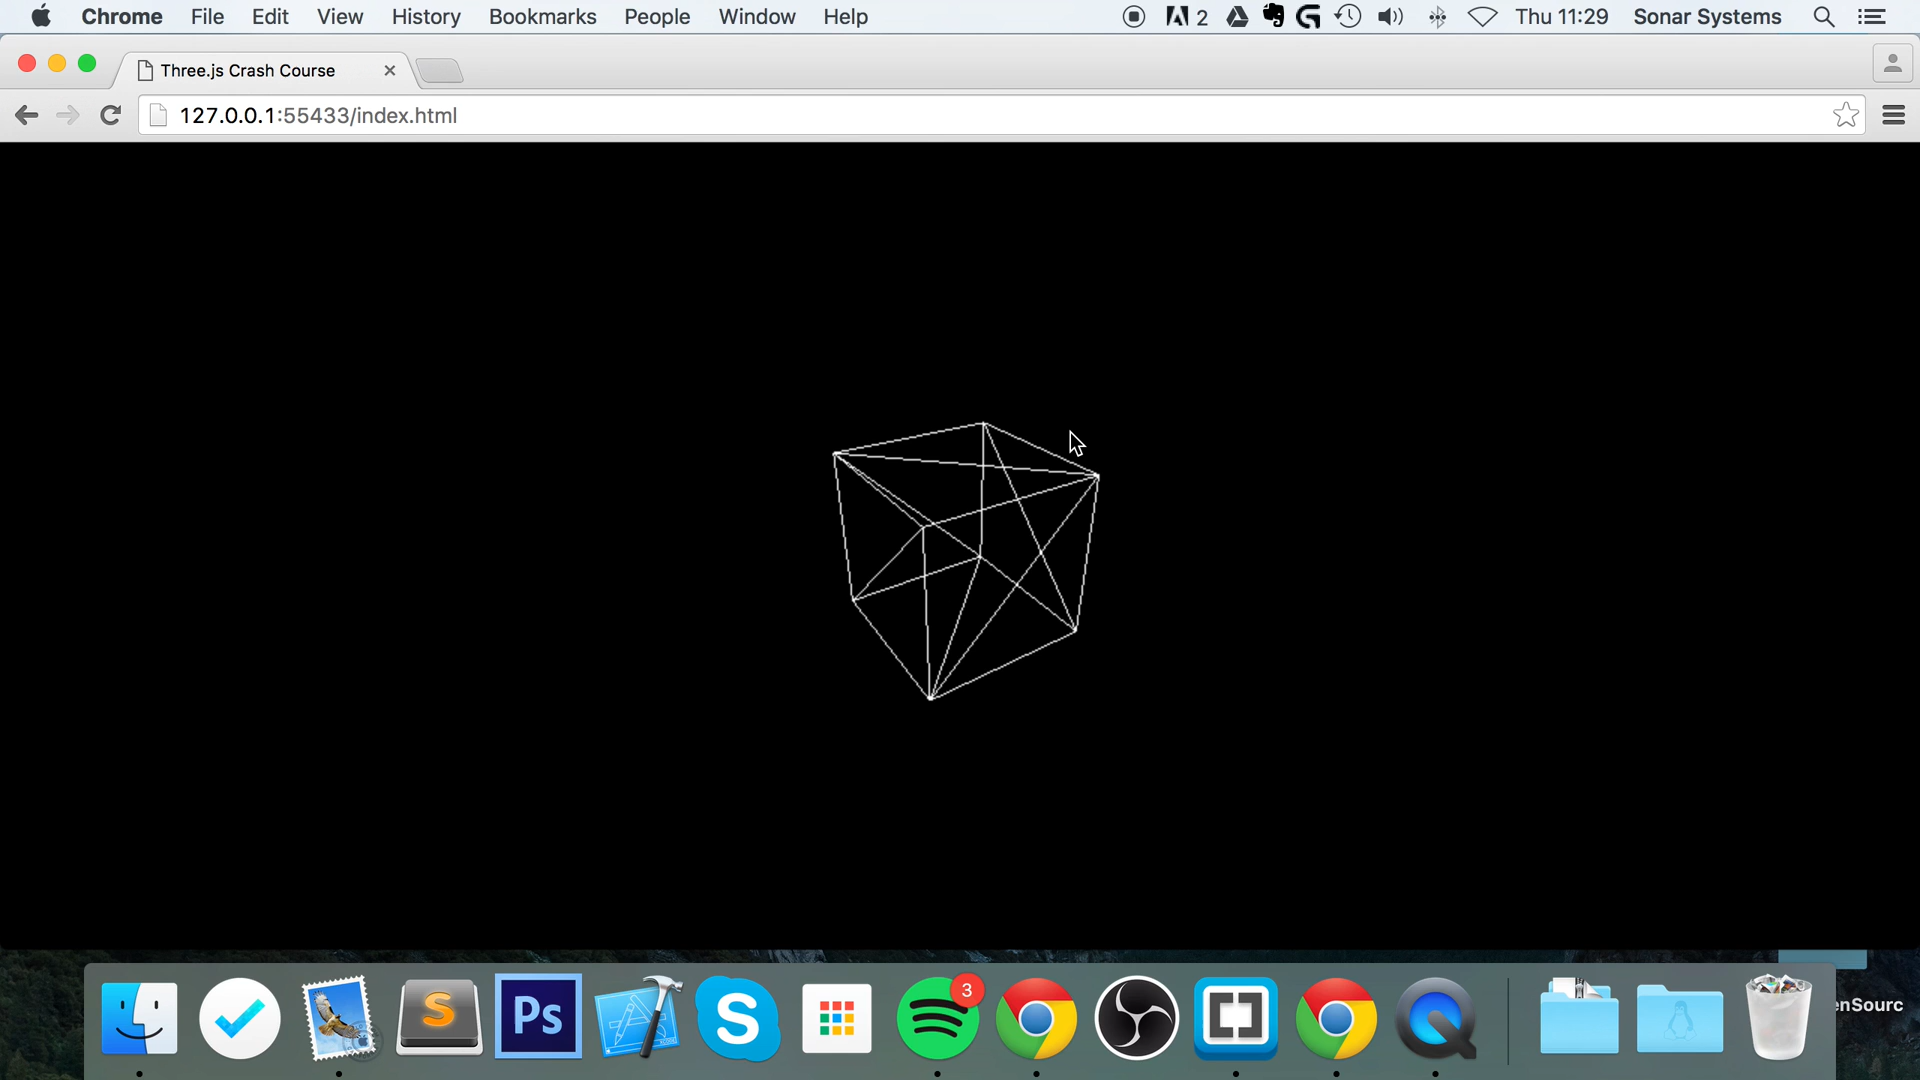 Chrome File Edit View History Bookmarks People Window Help 2 Thu 11:29 Sonar Systems
Three.js Crash Course
127.0.0.1:55433/index.html
3
S Ps S
enSourc